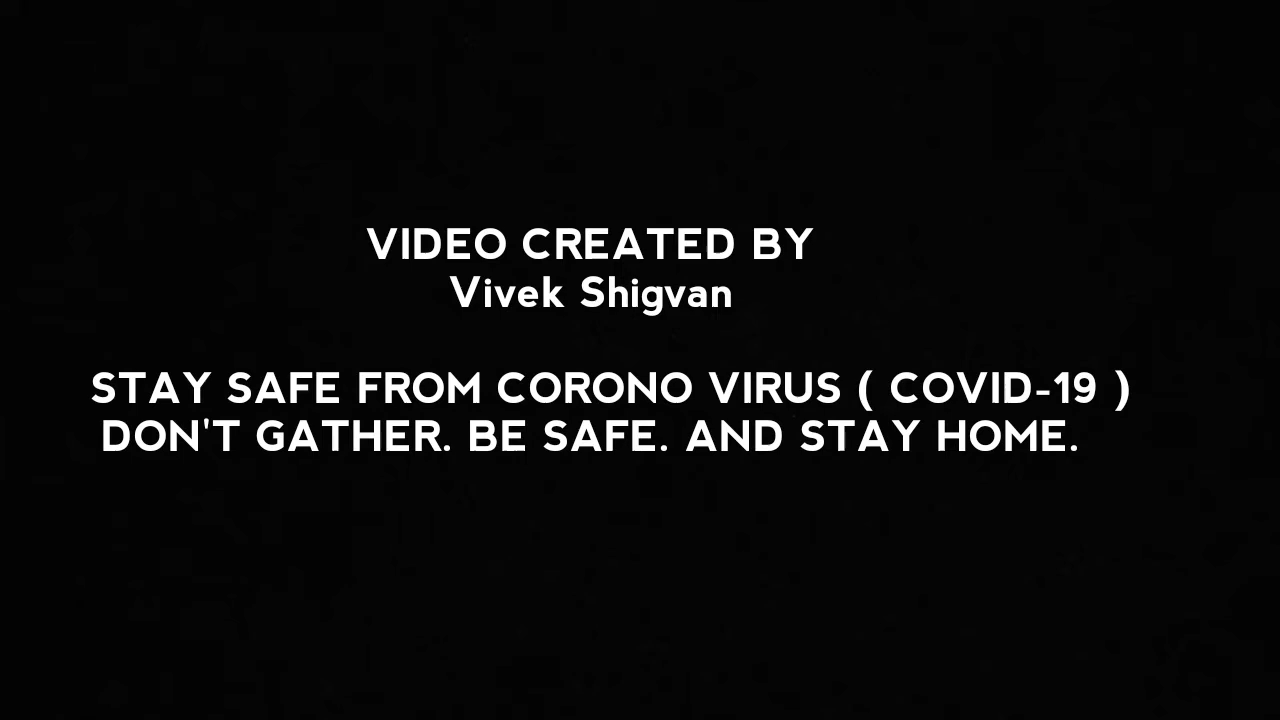 VIDEO CREATED BY
Vivek Shigvan
STAY SAFE FROM CORONO VIRUS ( COVID-19 )
DON'T GATHER. BE SAFE. AND STAY HOME.